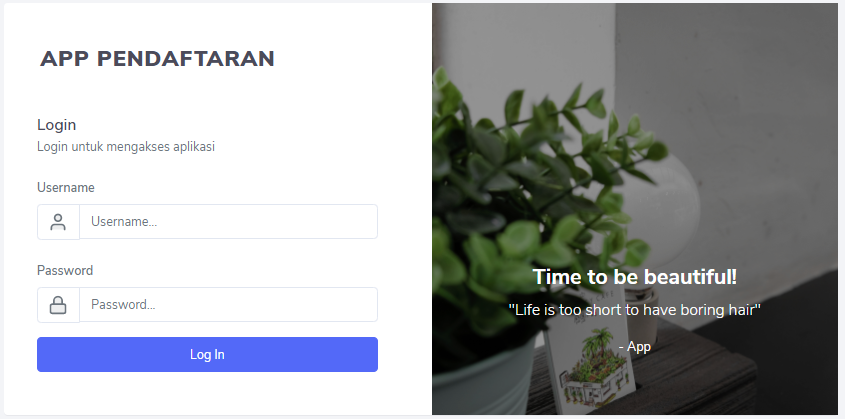 APP PENDAFTARAN
Login
Login untuk mengakses aplikasi
Username
Username...
Password
Password...
Log In
Time to be beautiful!
"Life is too short to have boring hair"
- App